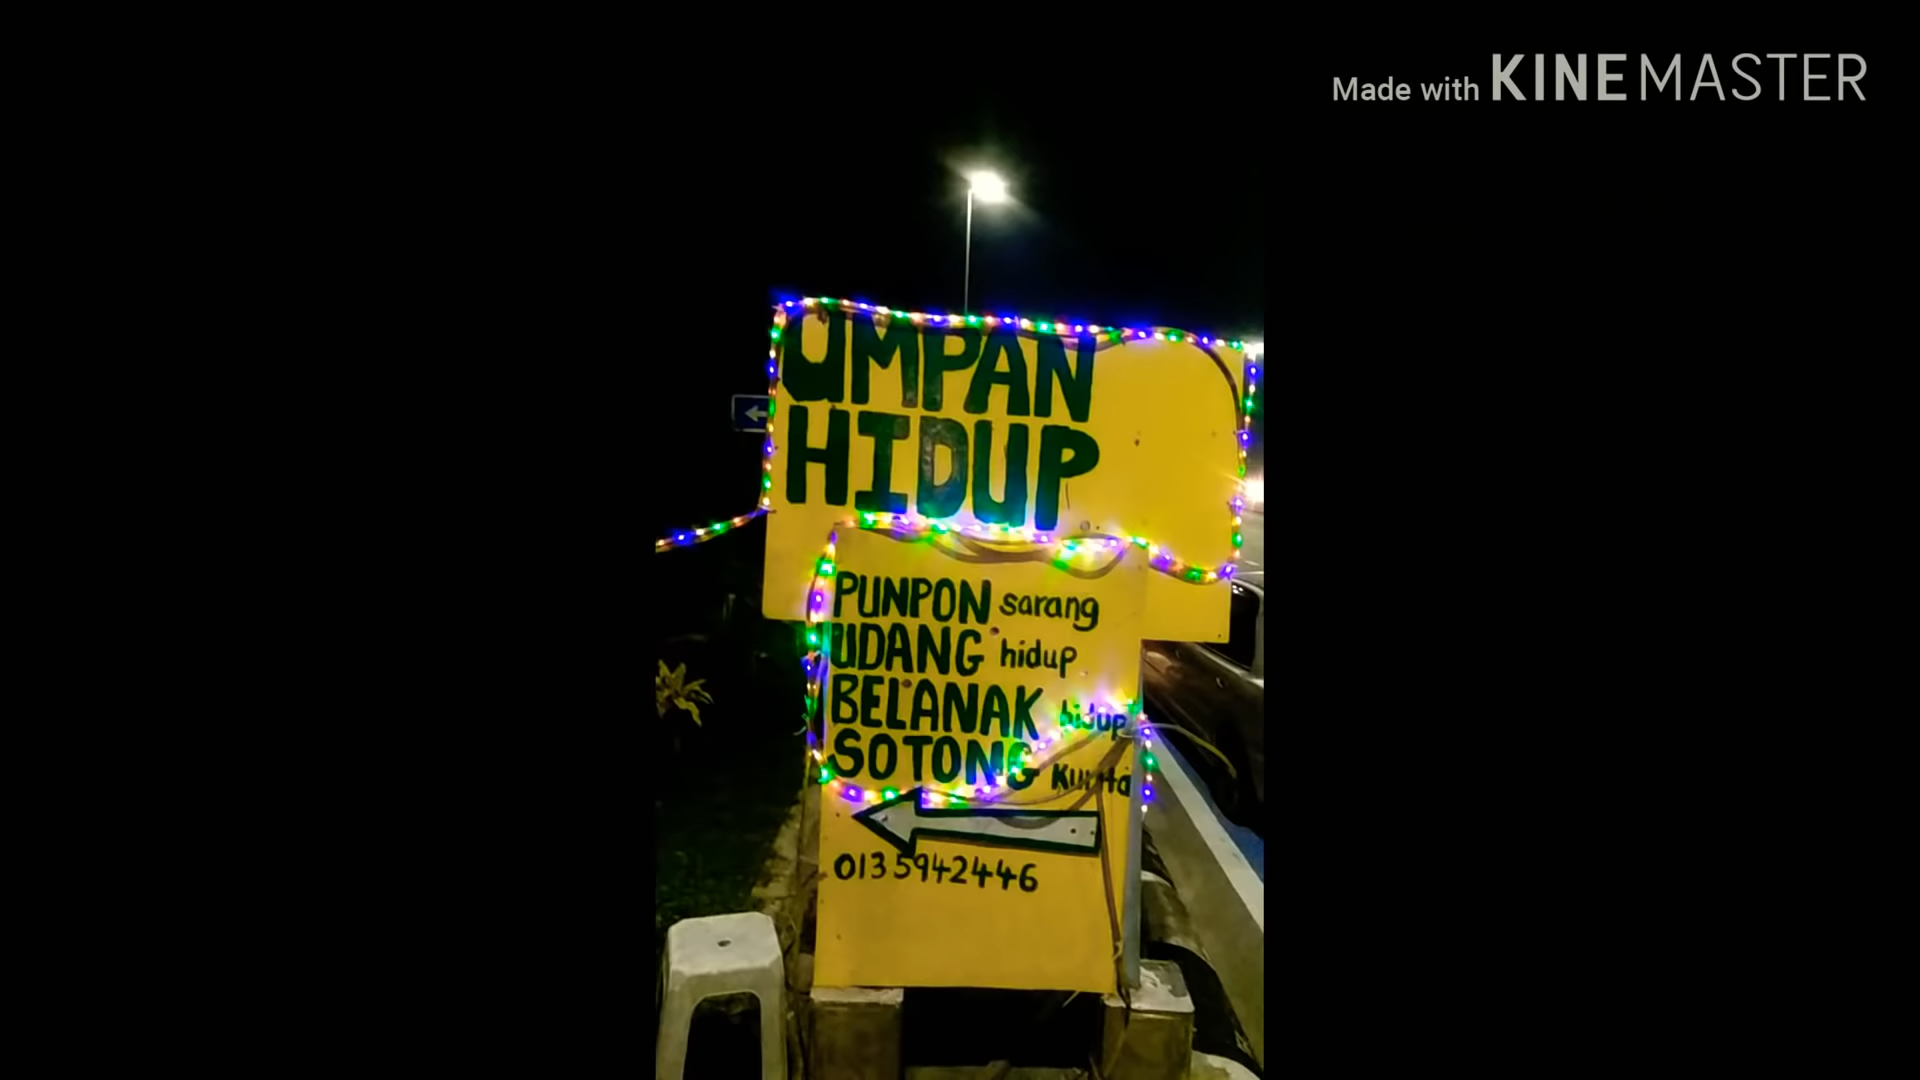 Made with KINEMASTER
UMPAN
HIDUP
PUNPON sarang
UDANG hidup
BELANAK hidup
SOTONG
0135942446